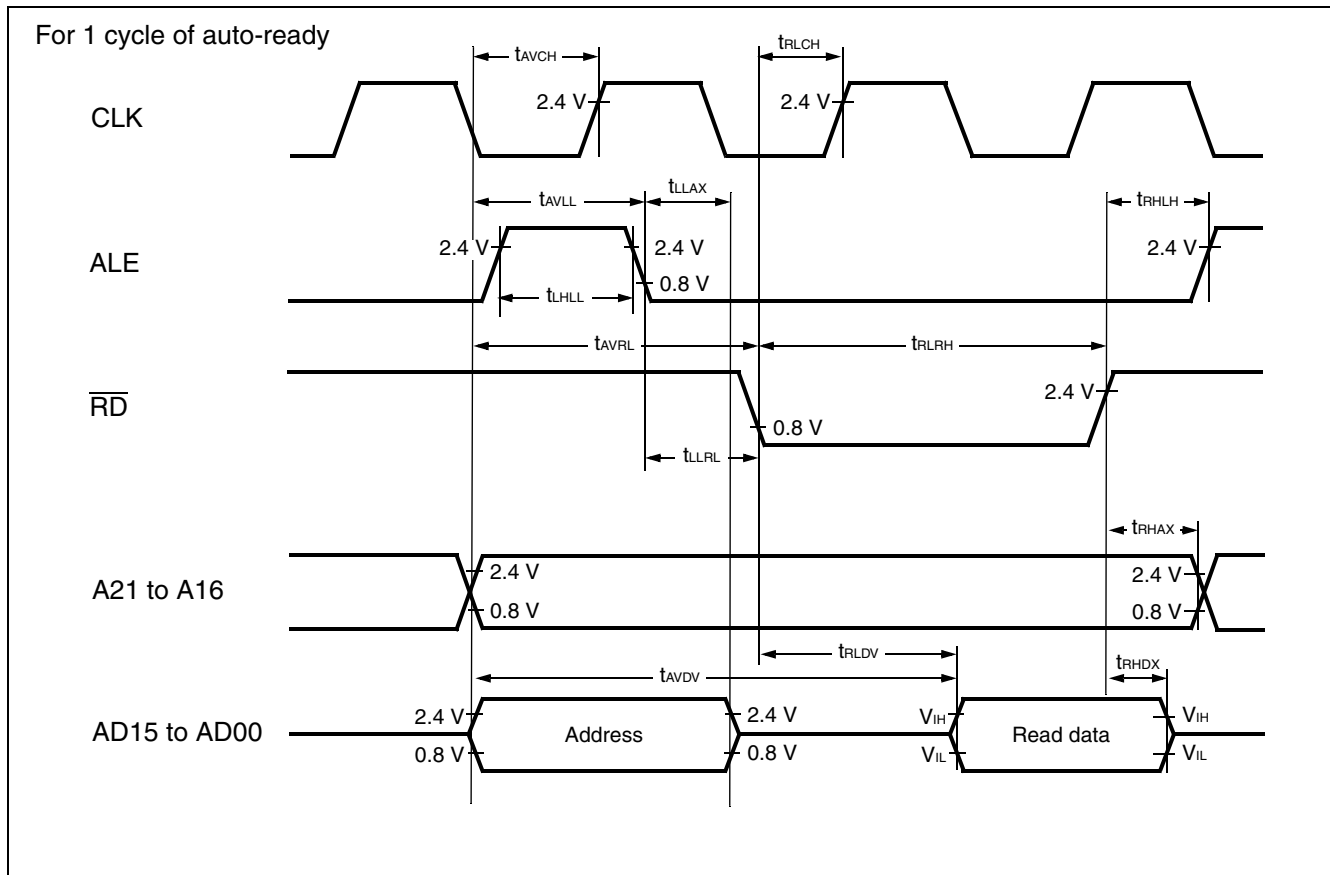 For 1 cycle of auto-ready
tAVCH
tRLCH
CLK
2.4 V
2.4 V
tAVLL
tLLAX
tRHLH
ALE
2.4 V
2.4 V
2.4 V
0.8 V
tLHLL
tAVRL
tRLRH
RD
2.4 V
0.8 V
tLLRL
tRHAX
A21 to A16
2.4 V
2.4 V
0.8 V
0.8 V
tRLDV
tRHDX
tAVDV
AD15 to AD00
2.4 V
2.4 V
VIH
VIH
Address
Read data
0.8 V
0.8 V
VIL
VIL